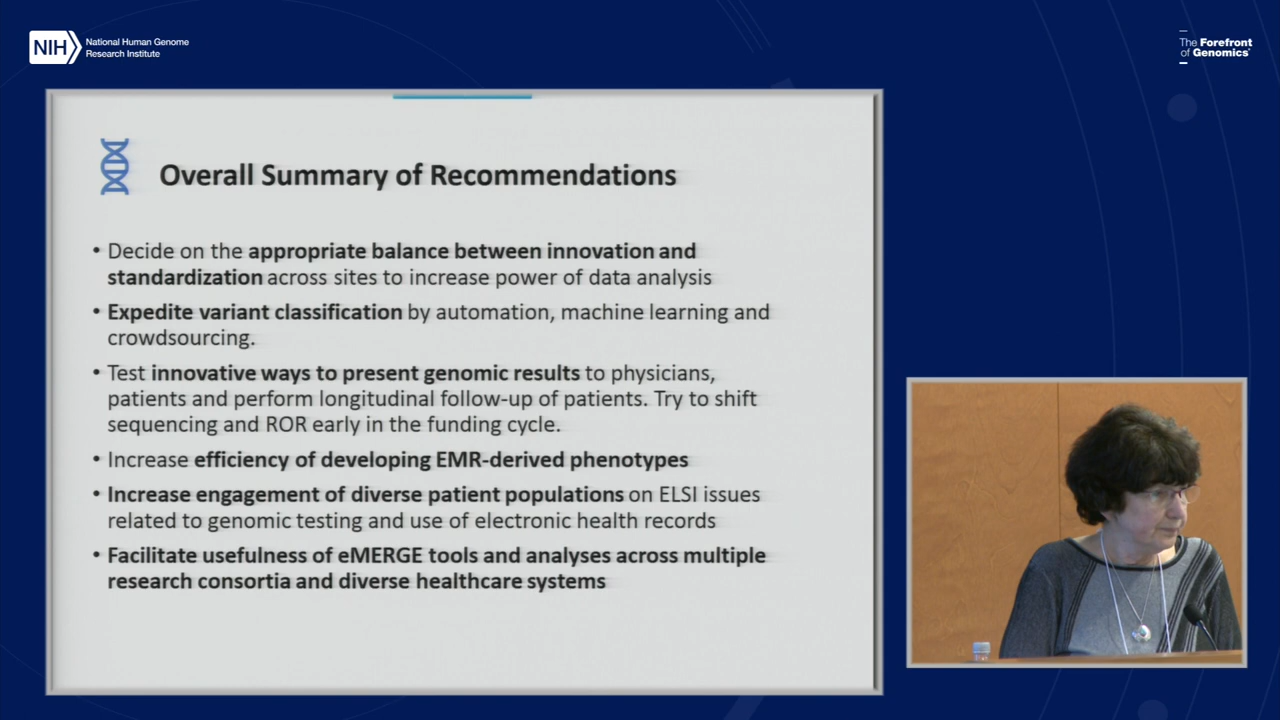 NIH National Human Genome
Research Institute
The Forefront
of Genomics®
Overall Summary of Recommendations
• Decide on the appropriate balance between innovation and
standardization across sites to increase power of data analysis
• Expedite variant classification by automation, machine learning and
crowdsourcing.
• Test innovative ways to present genomic results to physicians,
patients and perform longitudinal follow-up of patients. Try to shift
sequencing and ROR early in the funding cycle.
• Increase efficiency of developing EMR-derived phenotypes
• Increase engagement of diverse patient populations on ELSI issues
related to genomic testing and use of electronic health records
• Facilitate usefulness of eMERGE tools and analyses across multiple
research consortia and diverse healthcare systems